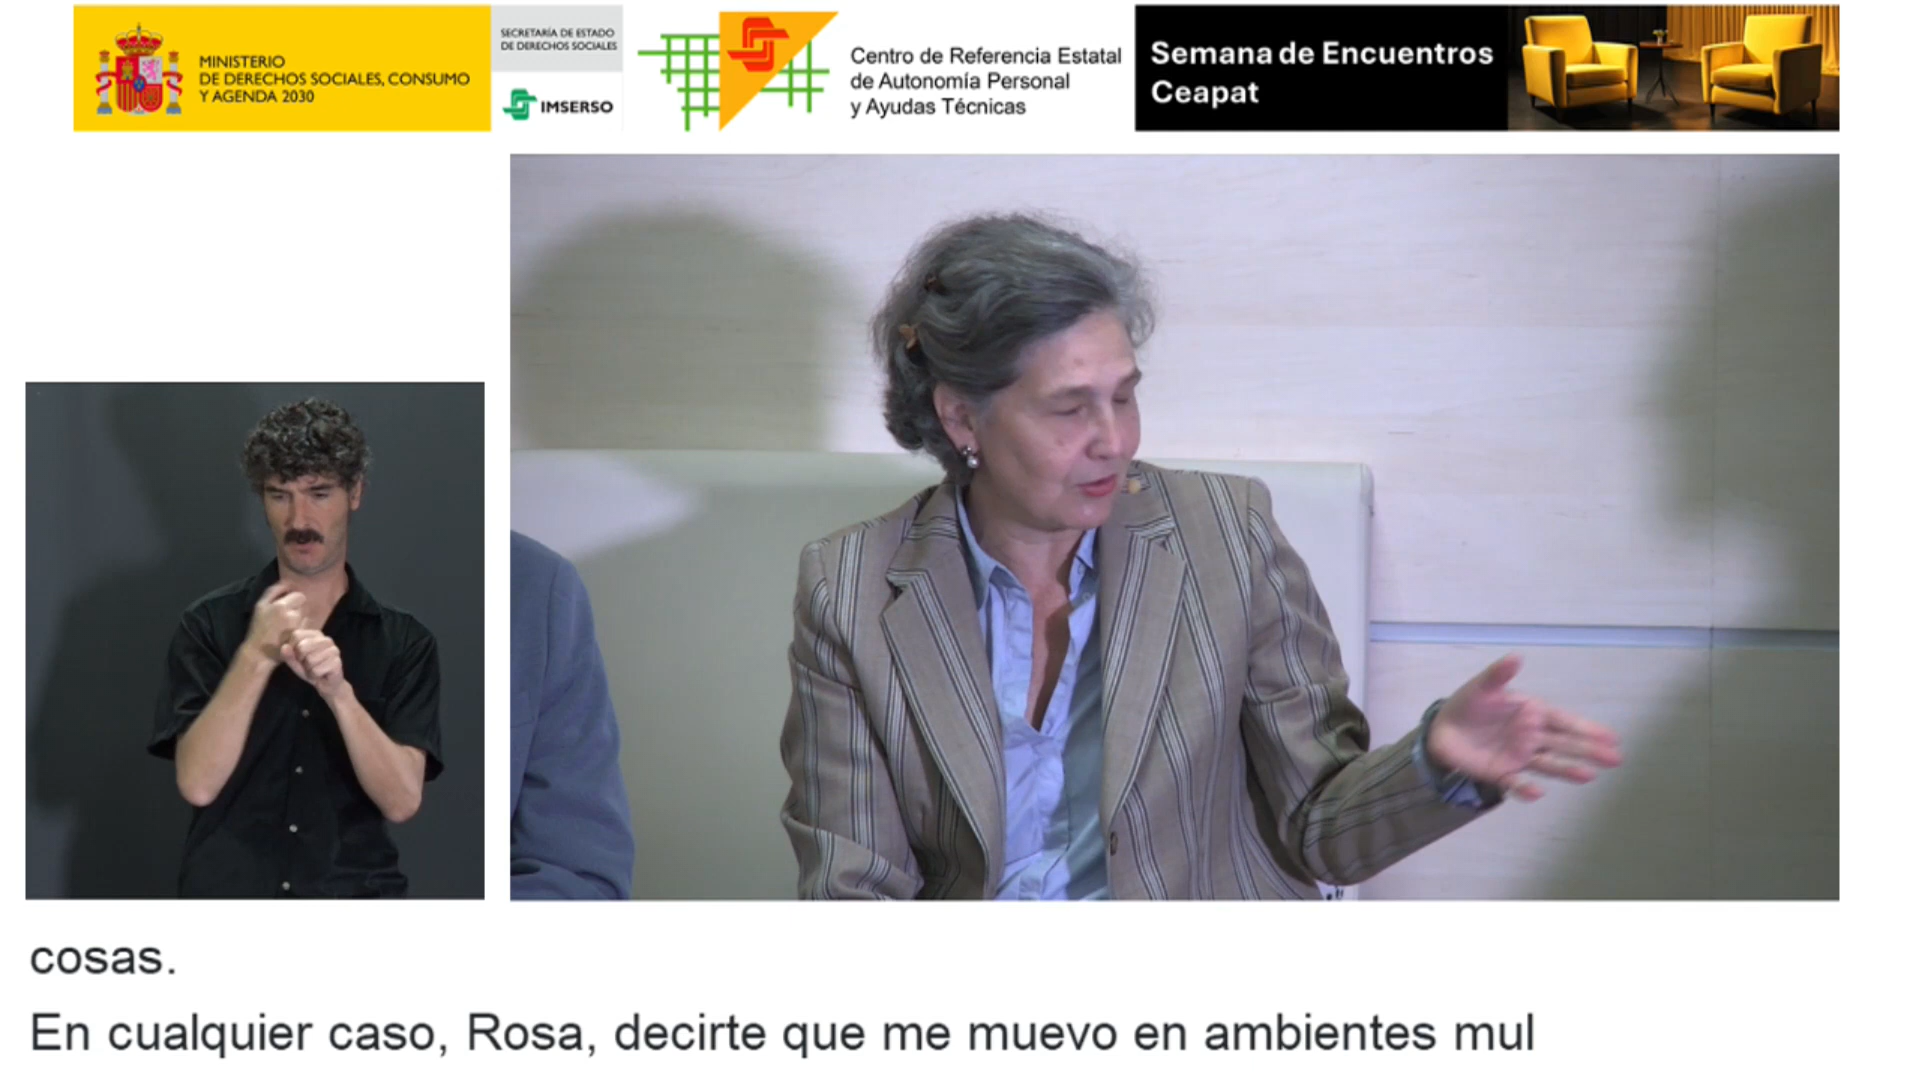 MINISTERIO
DE DERECHOS SOCIALES, CONSUMO
Y AGENDA 2030
SECRETARÍA DE ESTADO
DE DERECHOS SOCIALES
IMSERSO
Centro de Referencia Estatal
de Autonomía Personal
y Ayudas Técnicas
Semana de Encuentros
Ceapat
cosas.
En cualquier caso, Rosa, decirte que me muevo en ambientes mul